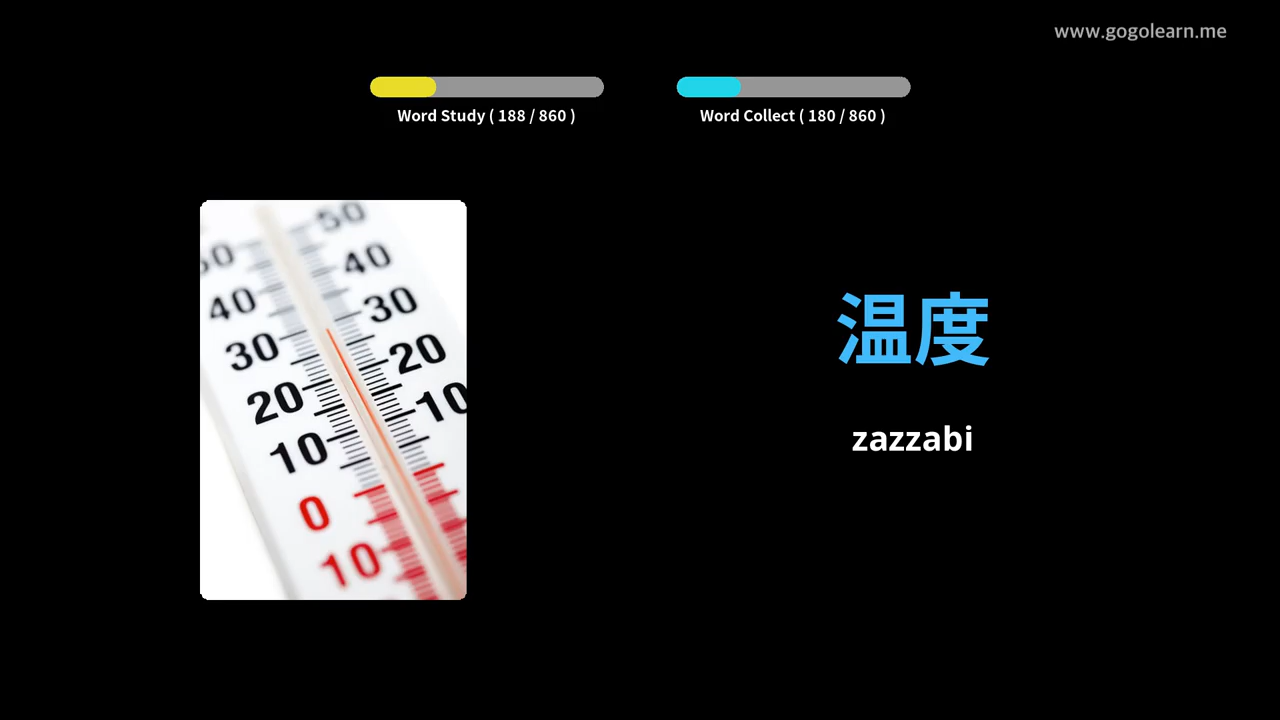 www.gogolearn.me
Word Study ( 188 / 860 )
Word Collect ( 180 / 860 )
50
50
40
40
30
30
20
20
10
10
0
10
温度
zazzabi